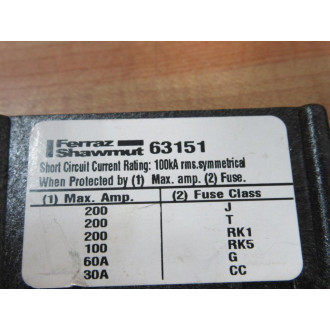 Ferraz
Shawmut 63151
Short Circuit Current Rating: 100kA rms.symmetrical
When Protected by (1) Max. amp. (2) Fuse.
(1) Max. Amp. (2) Fuse Class
200 J
200 T
200 RK1
100 RK5
60A G
30A CC